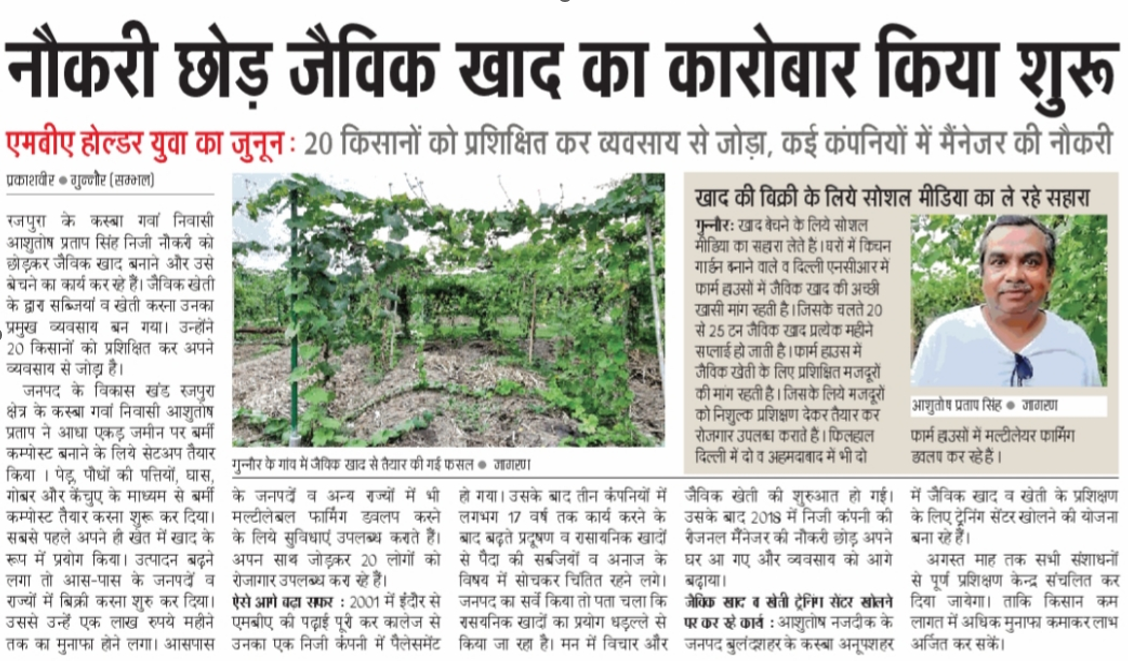 नौकरी छोड़ जैविक खाद का कारोबार किया शुरू
एमबीए होल्डर युवा का जुनून : 20 किसानों को प्रशिक्षित कर व्यवसाय से जोड़ा, कई कंपनियों में मैंनेजर की नौकरी
प्रकाशवीर ● गुन्नौर (सम्भल)
रजपुरा के कस्बा गवां निवासी
आशुतोष प्रताप सिंह निजी नौकरी को
छोड़कर जैविक खाद बनाने और उसे
बेचने का कार्य कर रहे हैं। जैविक खेती
के द्वारा सब्जियां व खेती करना उनका
प्रमुख व्यवसाय बन गया। उन्होंने
20 किसानों को प्रशिक्षित कर अपने
व्यवसाय से जोड़ा है।
जनपद के विकास खंड रजपुरा
क्षेत्र के कस्बा गवां निवासी आशुतोष
प्रताप ने आधा एकड़ जमीन पर बर्मी
कम्पोस्ट बनाने के लिये सेटअप तैयार
किया । पेड़, पौधों की पत्तियां, घास,
गोबर और केंचुए के माध्यम से बर्मी
कम्पोस्ट तैयार करना शुरू कर दिया।
सबसे पहले अपने ही खेत में खाद के
रूप में प्रयोग किया। उत्पादन बढ़ने
लगा तो आस-पास के जनपदों व
राज्यों में बिक्री करना शुरु कर दिया।
उससे उन्हें एक लाख रुपये महीने
तक का मुनाफा होने लगा। आसपास
गुन्नौर के गांव में जैविक खाद से तैयार की गई फसल ● जागरण
के जनपदों व अन्य राज्यों में भी
मल्टीलेबल फार्मिंग डवलप करने
के लिये सुविधाएं उपलब्ध कराते हैं।
अपन साथ जोड़कर 20 लोगों को
रोजागार उपलब्ध करा रहे हैं।
ऐसे आगे बढ़ा सफर : 2001 में इंदौर से
एमबीए की पढ़ाई पूरी कर कालेज से
उनका एक निजी कंपनी में पैलेसमेंट
हो गया। उसके बाद तीन कंपनियों में
लगभग 17 वर्ष तक कार्य करने के
बाद बढ़ते प्रदूषण व रासायनिक खादों
से पैदा की सबजियों व अनाज के
विषय में सोचकर चिंतित रहने लगे।
जनपद का सर्वे किया तो पता चला कि
रासयनिक खादों का प्रयोग धड़ल्ले से
किया जा रहा है। मन में विचार और
खाद की बिक्री के लिये सोशल मीडिया का ले रहे सहारा
गुन्नौर: खाद बेचने के लिये सोशल
मीडिया का सहारा लेते है। घरों में किचन
गार्डन बनाने वाले व दिल्ली एनसीआर में
फार्म हाउसों में जैविक खाद की अच्छी
खासी मांग रहती है। जिसके चलते 20
से 25 टन जैविक खाद प्रत्येक महीने
सप्लाई हो जाती है। फार्म हाउस में
जैविक खेती के लिए प्रशिक्षित मजदूरों
की मांग रहती है। जिसके लिये मजदूरों
को निशुल्क प्रशिक्षण देकर तैयार कर
रोजगार उपलब्ध कराते हैं। फिलहाल
दिल्ली में दो व अहमदाबाद में भी दो
आशुतोष प्रताप सिंह ● जागरण
फार्म हाउसों में मल्टीलेयर फार्मिंग
डवलप कर रहे हैं।
जैविक खेती की शुरुआत हो गई।
उसके बाद 2018 में निजी कंपनी की
रीजनल मैंनेजर की नौकरी छोड़ अपने
घर आ गए और व्यवसाय को आगे
बढ़ाया।
जैविक खाद व खेती ट्रेनिंग सेंटर खोलने
पर कर रहे कार्य : आशुतोष नजदीक के
जनपद बुलंदशहर के कस्बा अनूपशहर
में जैविक खाद व खेती के प्रशिक्षण
के लिए ट्रेनिंग सेंटर खोलने की योजना
बना रहे हैं।
अगस्त माह तक सभी संशाधनों
से पूर्ण प्रशिक्षण केन्द्र संचलित कर
दिया जायेगा। ताकि किसान कम
लागत में अधिक मुनाफा कमाकर लाभ
अर्जित कर सकें।